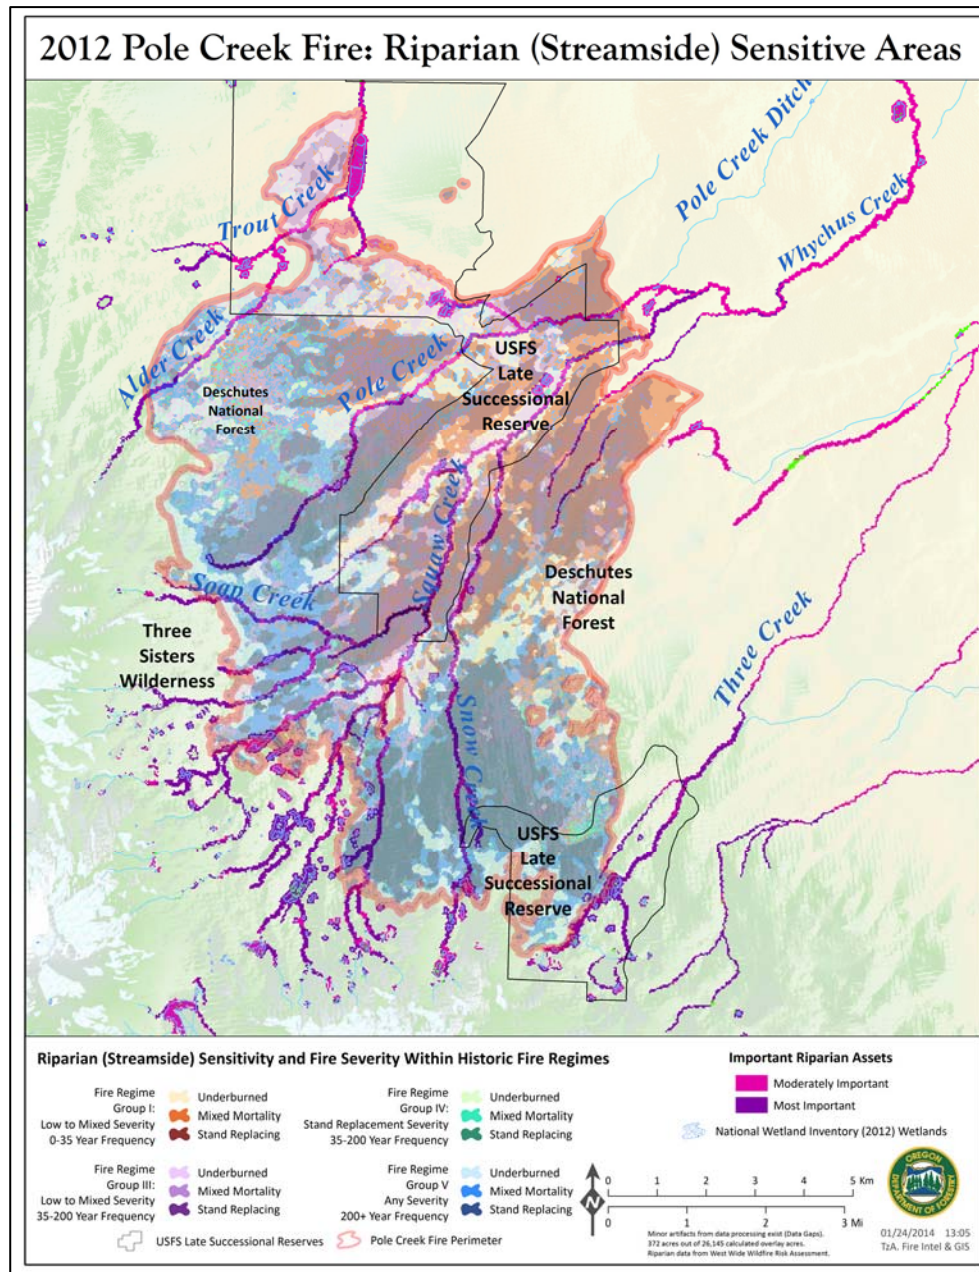 2012 Pole Creek Fire: Riparian (Streamside) Sensitive Areas
Pole Creek Ditch
Trout Creek
Whychus Creek
Alder Creek
Pole Creek
USFS
Late
Successional
Reserve
Deschutes
National
Forest
Squaw Creek
Soap Creek
Deschutes
National
Forest
Three
Sisters
Wilderness
Three Creek
Snow Creek
USFS
Late
Successional
Reserve
Riparian (Streamside) Sensitivity and Fire Severity Within Historic Fire Regimes
Fire Regime
Group I:
Low to Mixed Severity
0-35 Year Frequency
Underburned
Mixed Mortality
Stand Replacing
Fire Regime
Group IV:
Stand Replacement Severity
35-200 Year Frequency
Underburned
Mixed Mortality
Stand Replacing
Fire Regime
Group III:
Low to Mixed Severity
35-200 Year Frequency
Underburned
Mixed Mortality
Stand Replacing
Fire Regime
Group V
Any Severity
200+ Year Frequency
Underburned
Mixed Mortality
Stand Replacing
USFS Late Successional Reserves
Pole Creek Fire Perimeter
Important Riparian Assets
Moderately Important
Most Important
National Wetland Inventory (2012) Wetlands
N
0 1 2 3 4 5 Km
0 1 2 3 Mi
Minor artifacts from data processing exist (Data Gaps).
372 acres out of 26,145 calculated overlay acres.
Riparian data from West Wide Wildfire Risk Assessment.
OREGON
DEPARTMENT OF FORESTRY
01/24/2014 13:05
TzA. Fire Intel & GIS